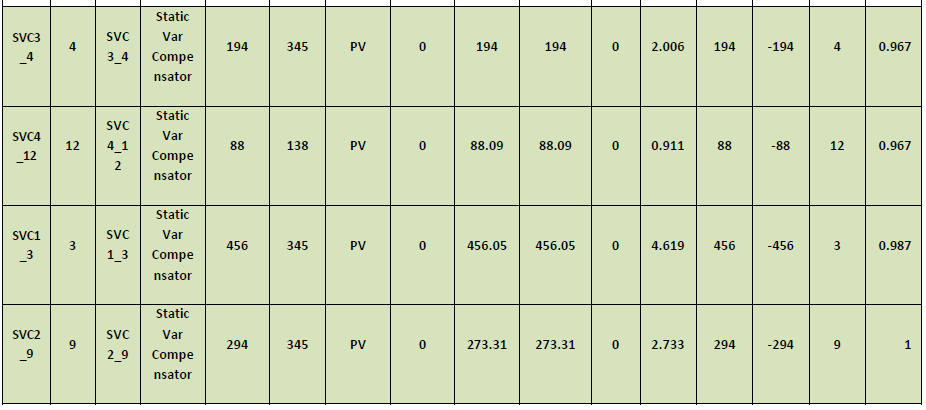 SVC3_4 4 SVC3_4 Static Var Compensator 194 345 PV 0 194 194 0 2.006 194 -194 4 0.967
SVC4_12 12 SVC4_12 Static Var Compensator 88 138 PV 0 88.09 88.09 0 0.911 88 -88 12 0.967
SVC1_3 3 SVC1_3 Static Var Compensator 456 345 PV 0 456.05 456.05 0 4.619 456 -456 3 0.987
SVC2_9 9 SVC2_9 Static Var Compensator 294 345 PV 0 273.31 273.31 0 2.733 294 -294 9 1